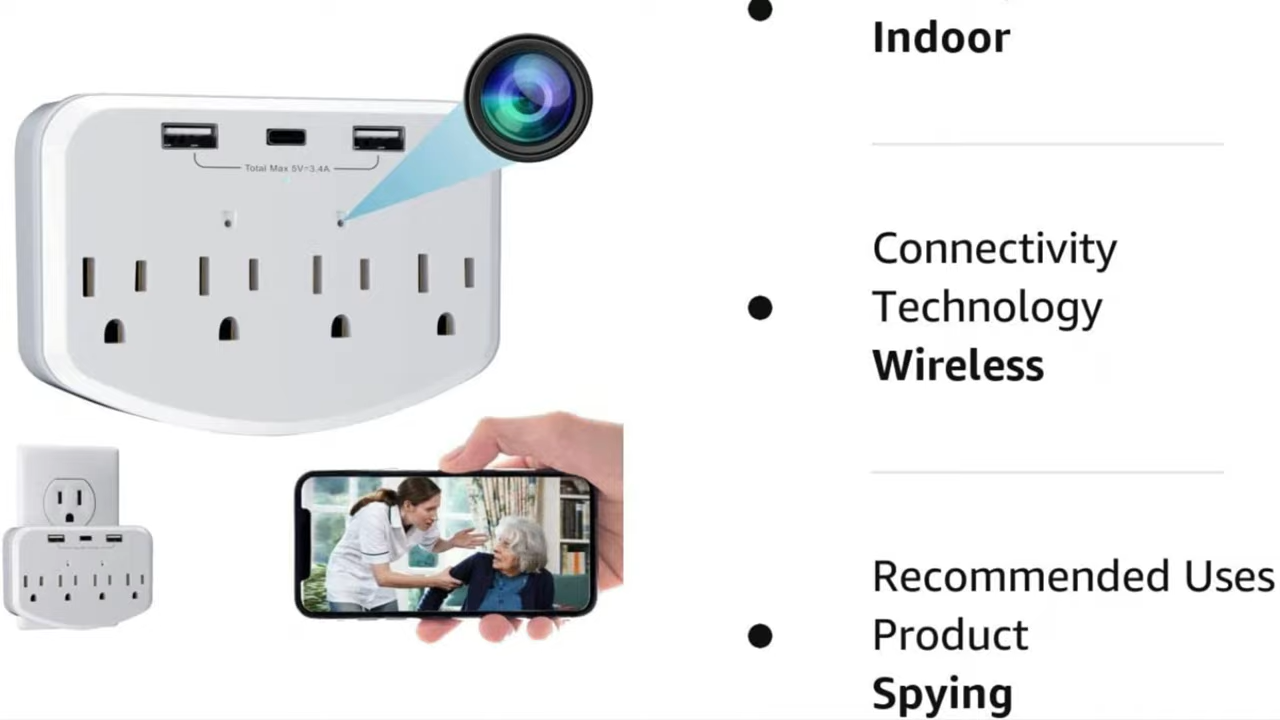 Total Max 5V=3.4A
Indoor
Connectivity
Technology
Wireless
Recommended Uses
Product
Spying